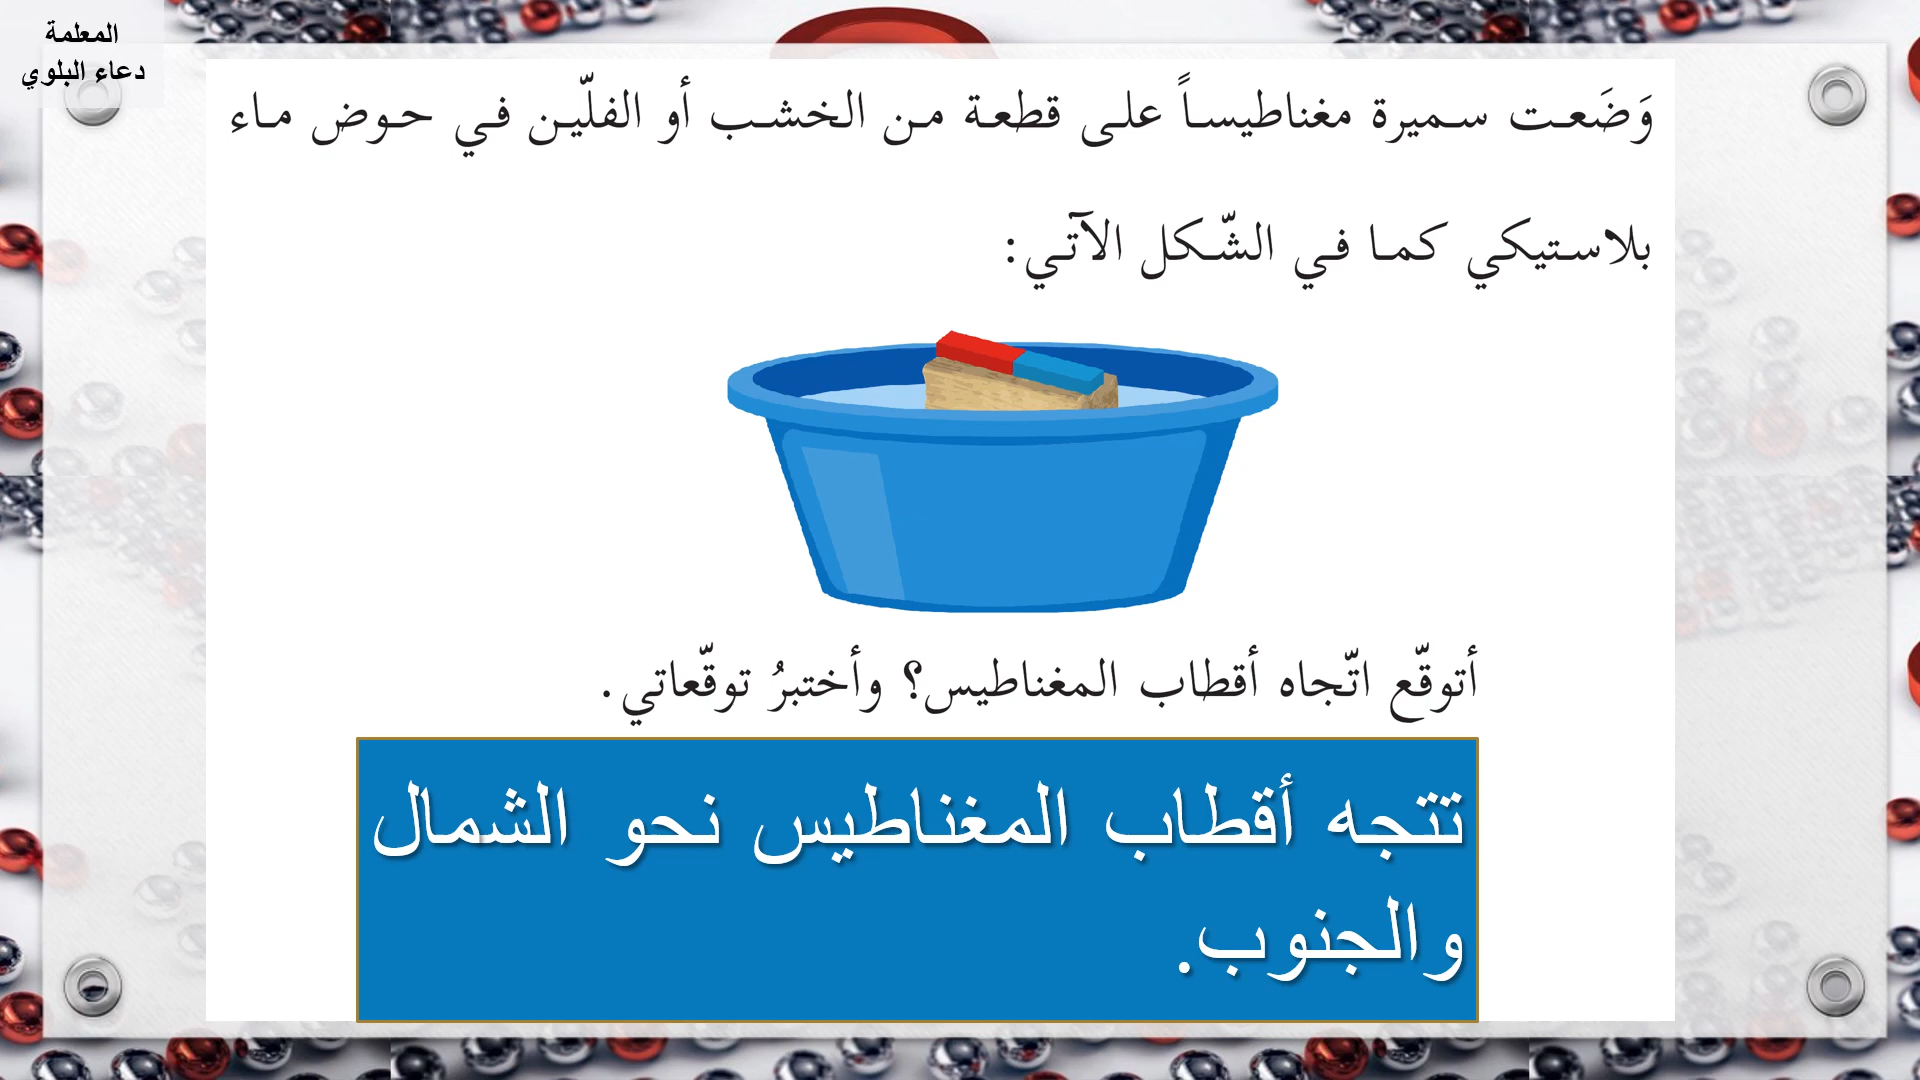 المعلمة
دعاء البلوي
وَضَعت سميرة مغناطيساً على قطعة من الخشب أو الفلّين في حوض ماء
بلاستيكي كما في الشّكل الآتي:
أتوقّع اتّجاه أقطاب المغناطيس؟ وأختبرُ توقّعاتي.
تتجه أقطاب المغناطيس نحو الشمال
والجنوب.